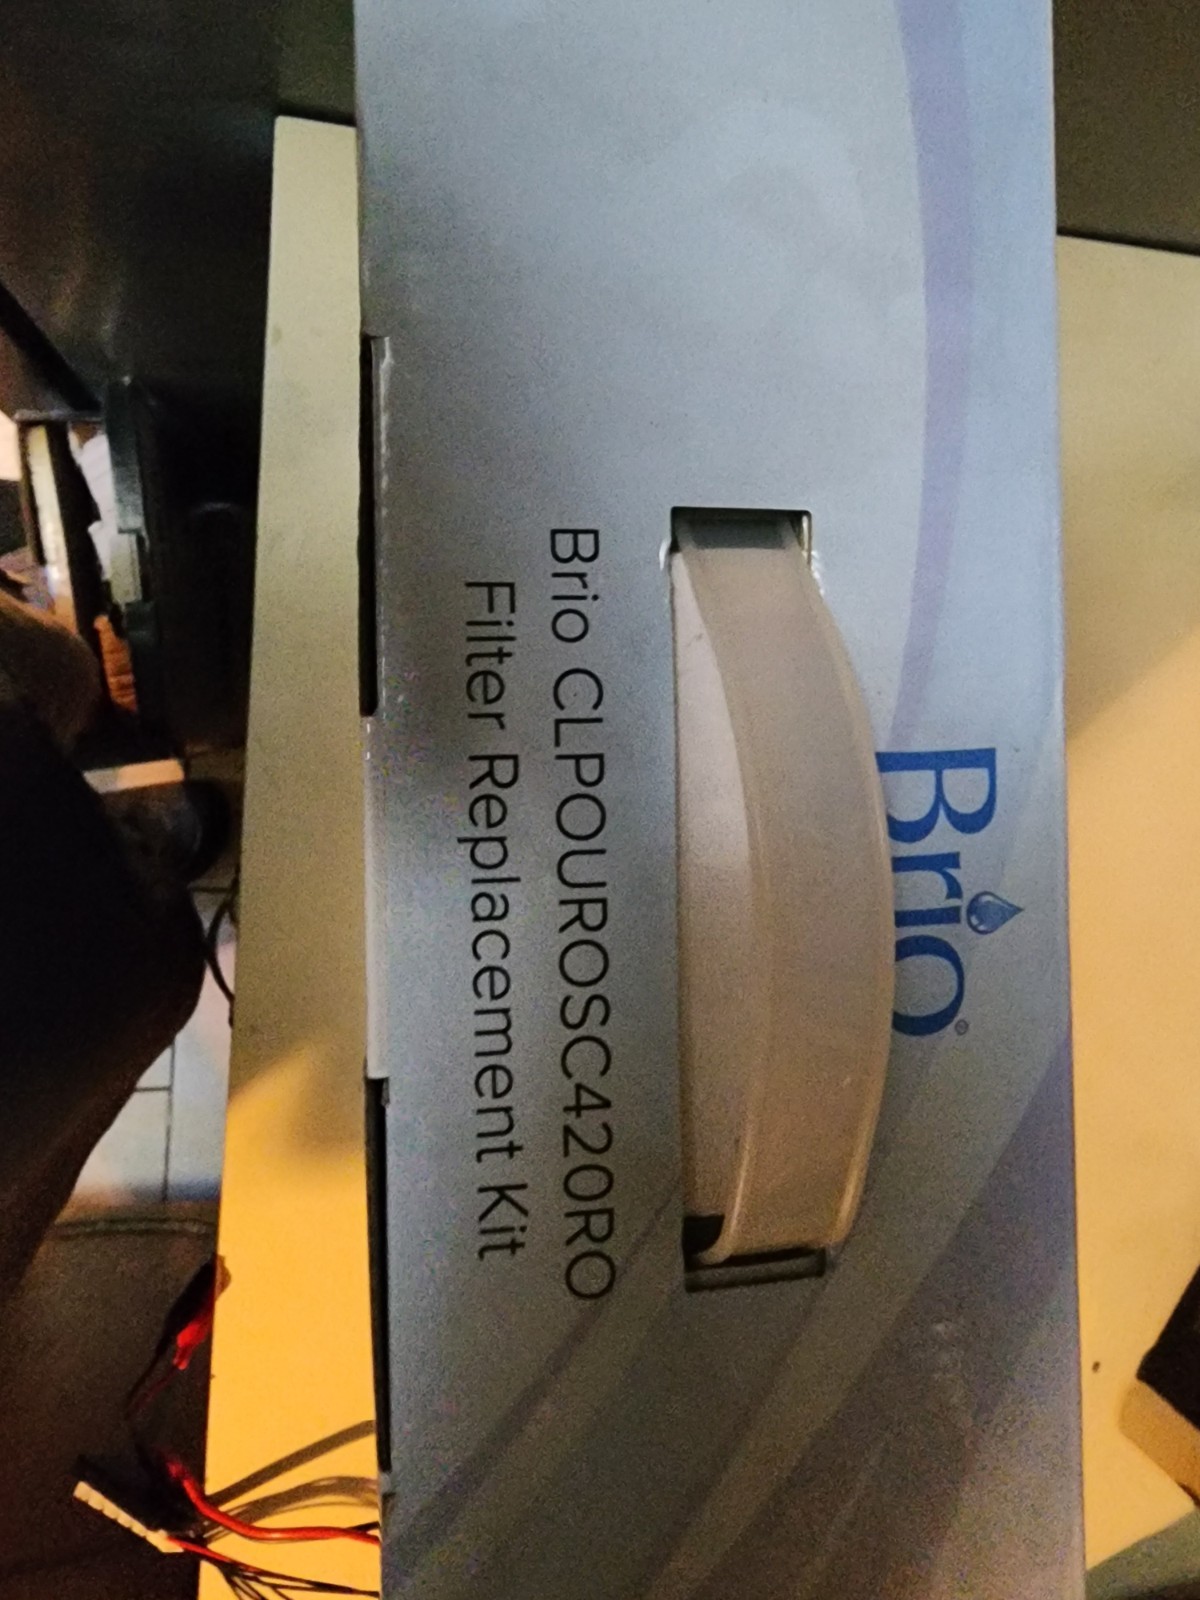 Brio®
Brio CLPOUROSC420RO
Filter Replacement Kit